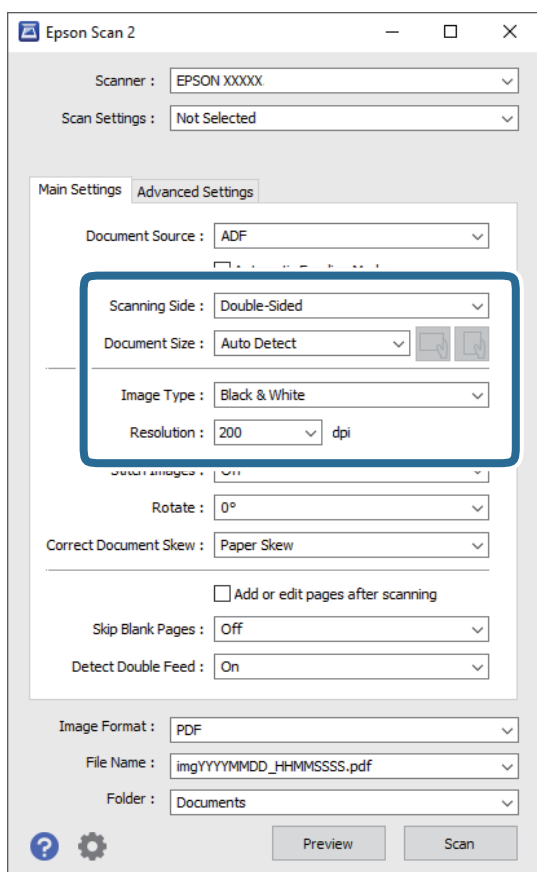 Epson Scan 2
Scanner : EPSON XXXXX
Scan Settings : Not Selected
Main Settings Advanced Settings
Document Source : ADF
Scanning Side : Double-Sided
Document Size : Auto Detect
Image Type : Black & White
Resolution : 200 dpi
Stitch Images : Off
Rotate : 0°
Correct Document Skew : Paper Skew
Add or edit pages after scanning
Skip Blank Pages : Off
Detect Double Feed : On
Image Format : PDF
File Name : imgYYYYMMDD_HHMMSSSS.pdf
Folder : Documents
? Preview Scan